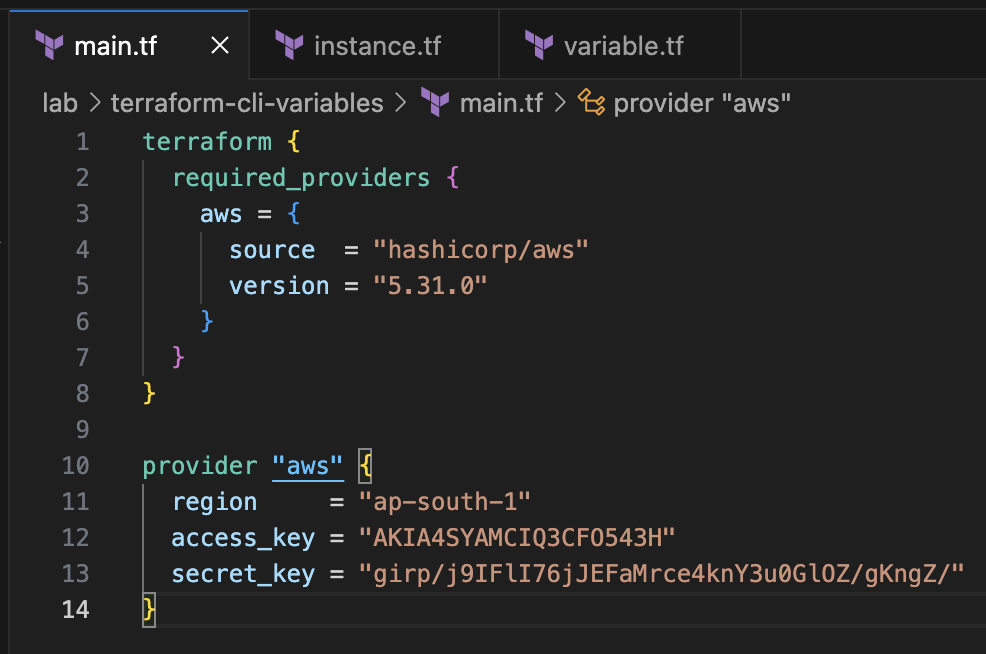 main.tf instance.tf variable.tf
lab > terraform-cli-variables > main.tf > provider "aws"
1 terraform {
2 required_providers {
3 aws = {
4 source = "hashicorp/aws"
5 version = "5.31.0"
6 }
7 }
8 }
9
10 provider "aws" {
11 region = "ap-south-1"
12 access_key = "AKIA4SYAMCIQ3CFO543H"
13 secret_key = "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"
14 }